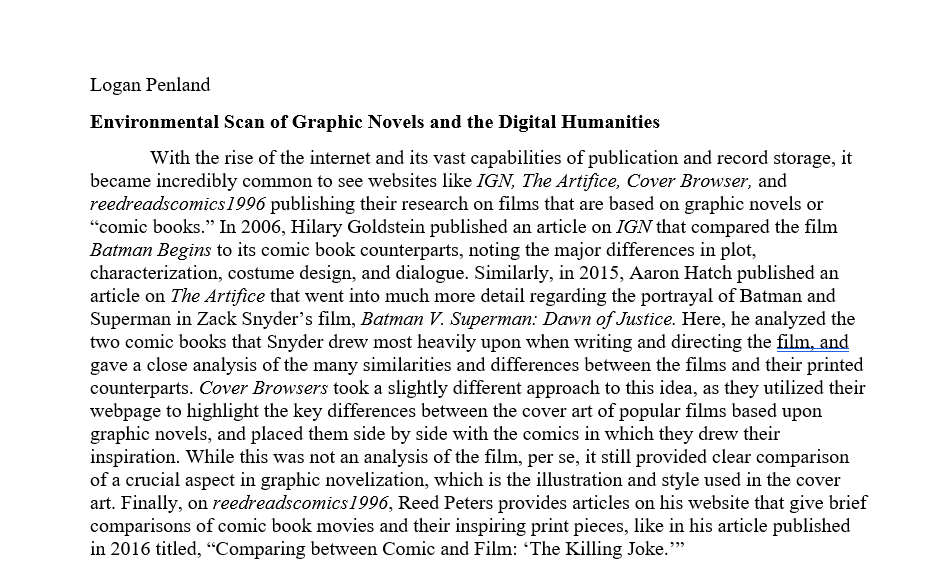 Logan Penland
Environmental Scan of Graphic Novels and the Digital Humanities
With the rise of the internet and its vast capabilities of publication and record storage, it
became incredibly common to see websites like IGN, The Artifice, Cover Browser, and
reedreadscomics1996 publishing their research on films that are based on graphic novels or
“comic books.” In 2006, Hilary Goldstein published an article on IGN that compared the film
Batman Begins to its comic book counterparts, noting the major differences in plot,
characterization, costume design, and dialogue. Similarly, in 2015, Aaron Hatch published an
article on The Artifice that went into much more detail regarding the portrayal of Batman and
Superman in Zack Snyder’s film, Batman V. Superman: Dawn of Justice. Here, he analyzed the
two comic books that Snyder drew most heavily upon when writing and directing the film, and
gave a close analysis of the many similarities and differences between the films and their printed
counterparts. Cover Browsers took a slightly different approach to this idea, as they utilized their
webpage to highlight the key differences between the cover art of popular films based upon
graphic novels, and placed them side by side with the comics in which they drew their
inspiration. While this was not an analysis of the film, per se, it still provided clear comparison
of a crucial aspect in graphic novelization, which is the illustration and style used in the cover
art. Finally, on reedreadscomics1996, Reed Peters provides articles on his website that give brief
comparisons of comic book movies and their inspiring print pieces, like in his article published
in 2016 titled, “Comparing between Comic and Film: ‘The Killing Joke.’”